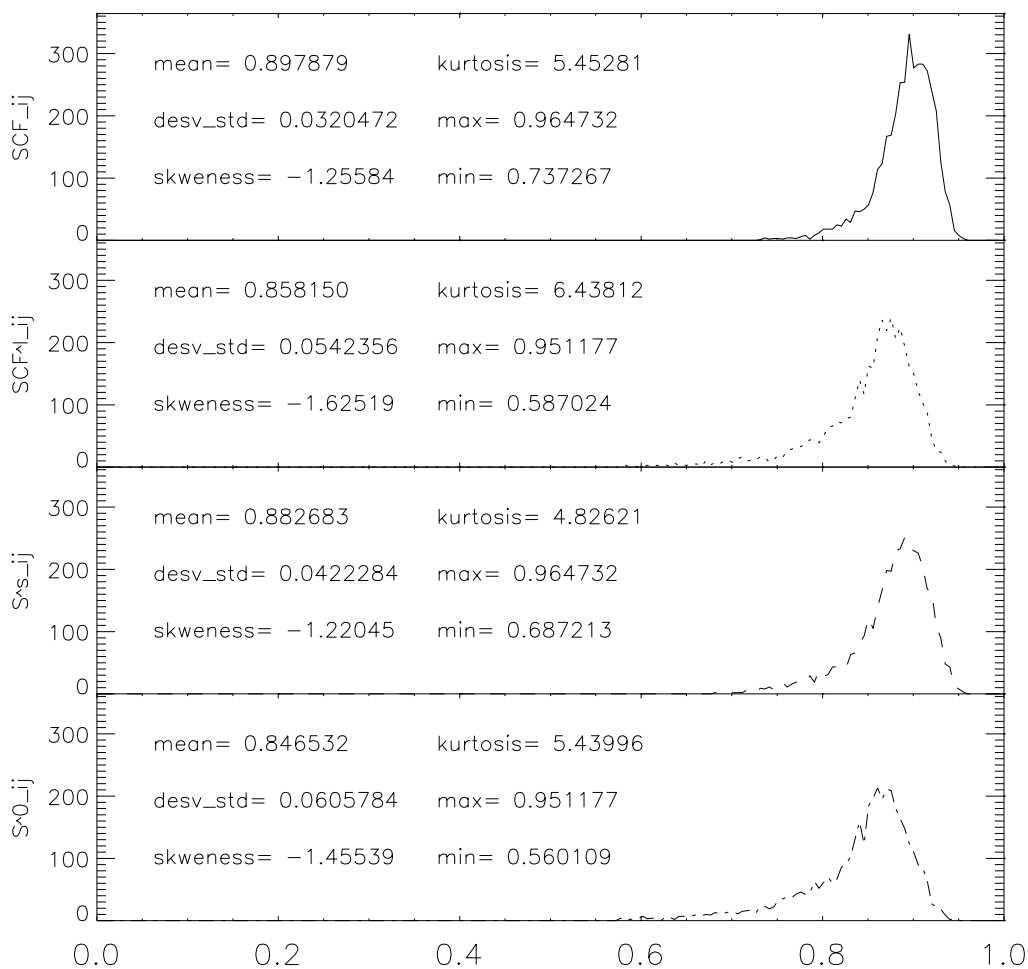 SCF_ij
300
200
100
0
mean= 0.897879 kurtosis= 5.45281
desv_std= 0.0320472 max= 0.964732
skweness= −1.25584 min= 0.737267
SCF^l_ij
300
200
100
0
mean= 0.858150 kurtosis= 6.43812
desv_std= 0.0542356 max= 0.951177
skweness= −1.62519 min= 0.587024
S^s_ij
300
200
100
0
mean= 0.882683 kurtosis= 4.82621
desv_std= 0.0422284 max= 0.964732
skweness= −1.22045 min= 0.687213
S^0_ij
300
200
100
0
mean= 0.846532 kurtosis= 5.43996
desv_std= 0.0605784 max= 0.951177
skweness= −1.45539 min= 0.560109
0.0 0.2 0.4 0.6 0.8 1.0